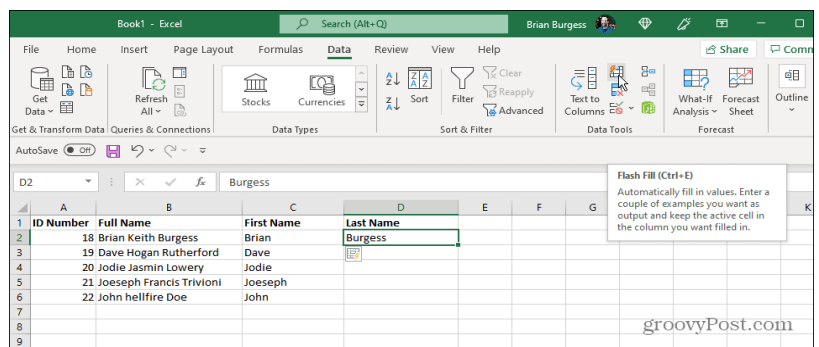 Book1 - Excel Search (Alt+Q) Brian Burgess
File Home Insert Page Layout Formulas Data Review View Help Share Comm
Get Data Refresh All Stocks Currencies Sort Filter Clear Reapply Advanced Text to Columns What-If Analysis Forecast Sheet Outline
Get & Transform Data Queries & Connections Data Types Sort & Filter Data Tools Forecast
AutoSave Off
D2 fx Burgess
Flash Fill (Ctrl+E)
Automatically fill in values. Enter a
couple of examples you want as
output and keep the active cell in
the column you want filled in.
A B C D E F G K
1 ID Number Full Name First Name Last Name
2 18 Brian Keith Burgess Brian Burgess
3 19 Dave Hogan Rutherford Dave
4 20 Jodie Jasmin Lowery Jodie
5 21 Joeseph Francis Trivioni Joeseph
6 22 John hellfire Doe John
7
8
9
groovyPost.com